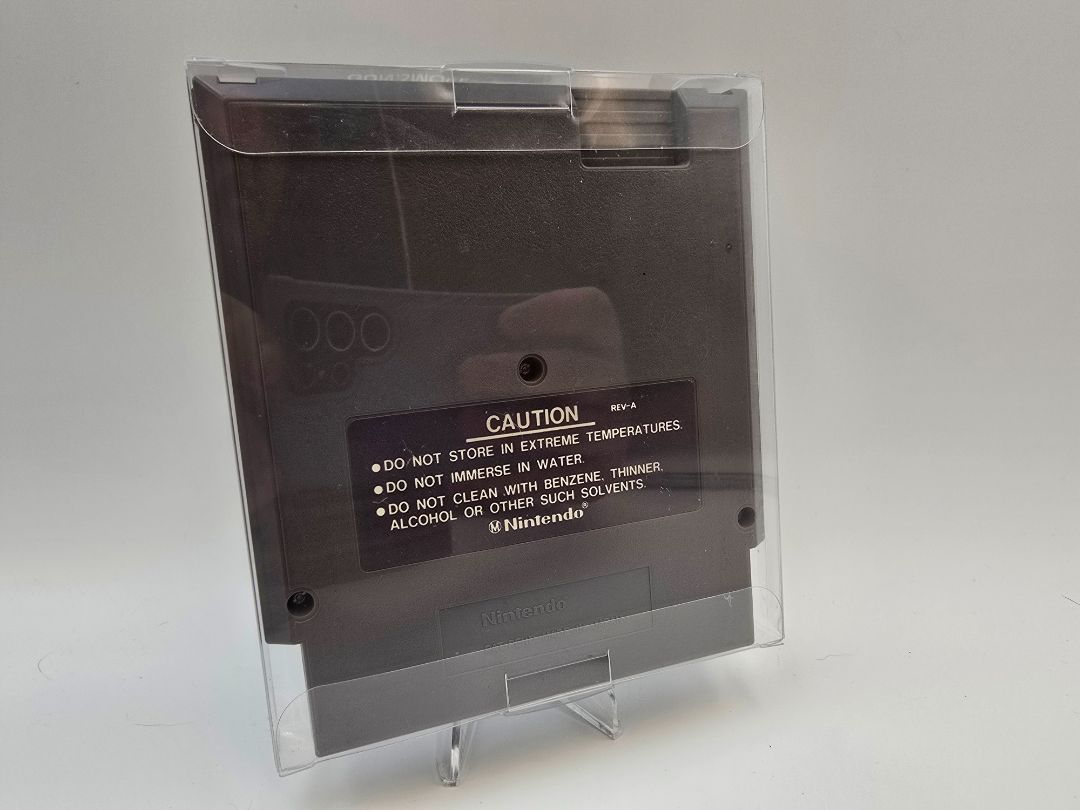 CAUTION REV-A
●DO NOT STORE IN EXTREME TEMPERATURES.
●DO NOT IMMERSE IN WATER.
●DO NOT CLEAN WITH BENZENE, THINNER,
ALCOHOL OR OTHER SUCH SOLVENTS.
Ⓜ Nintendo®
Nintendo